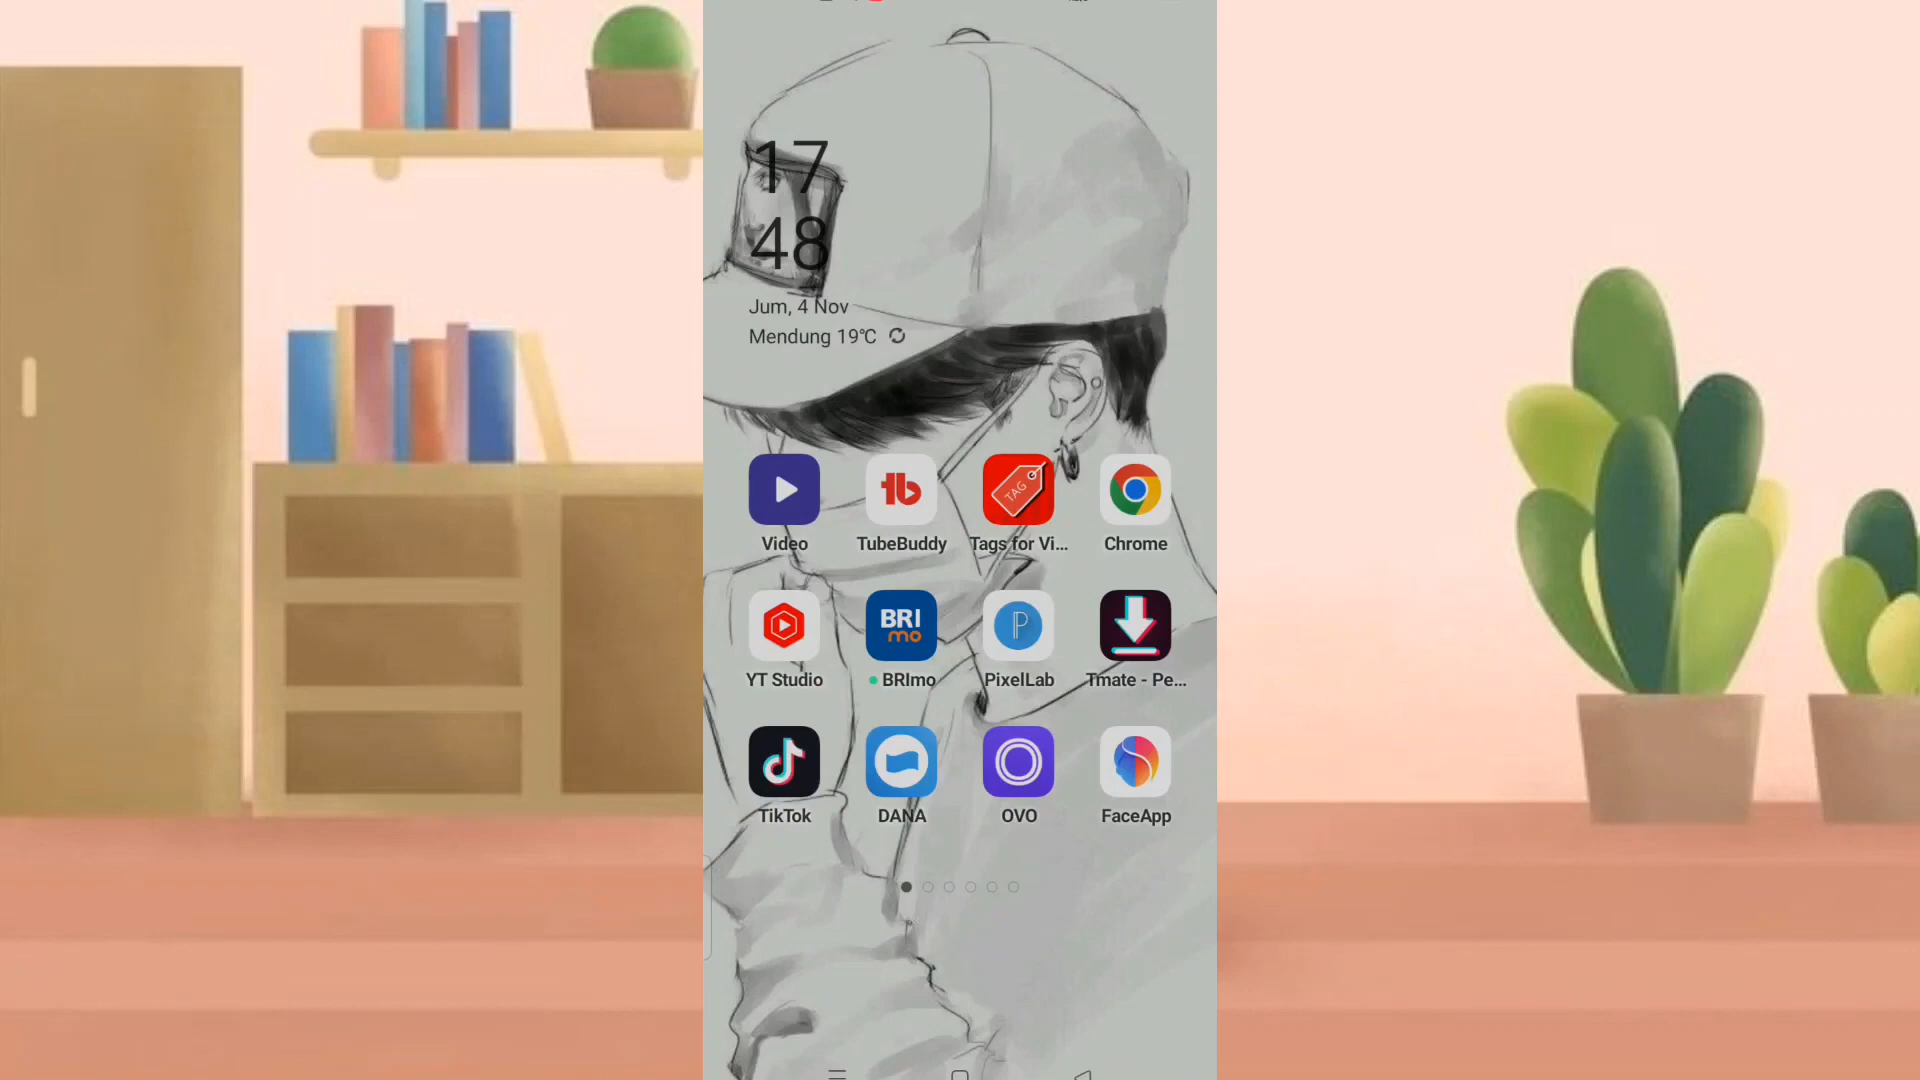 17
48
Jum, 4 Nov
Mendung 19℃
TAG
Video
TubeBuddy
Tags for Vi...
Chrome
BRI
mo
P
YT Studio
BRImo
PixelLab
Tmate - Pe...
TikTok
DANA
OVO
FaceApp